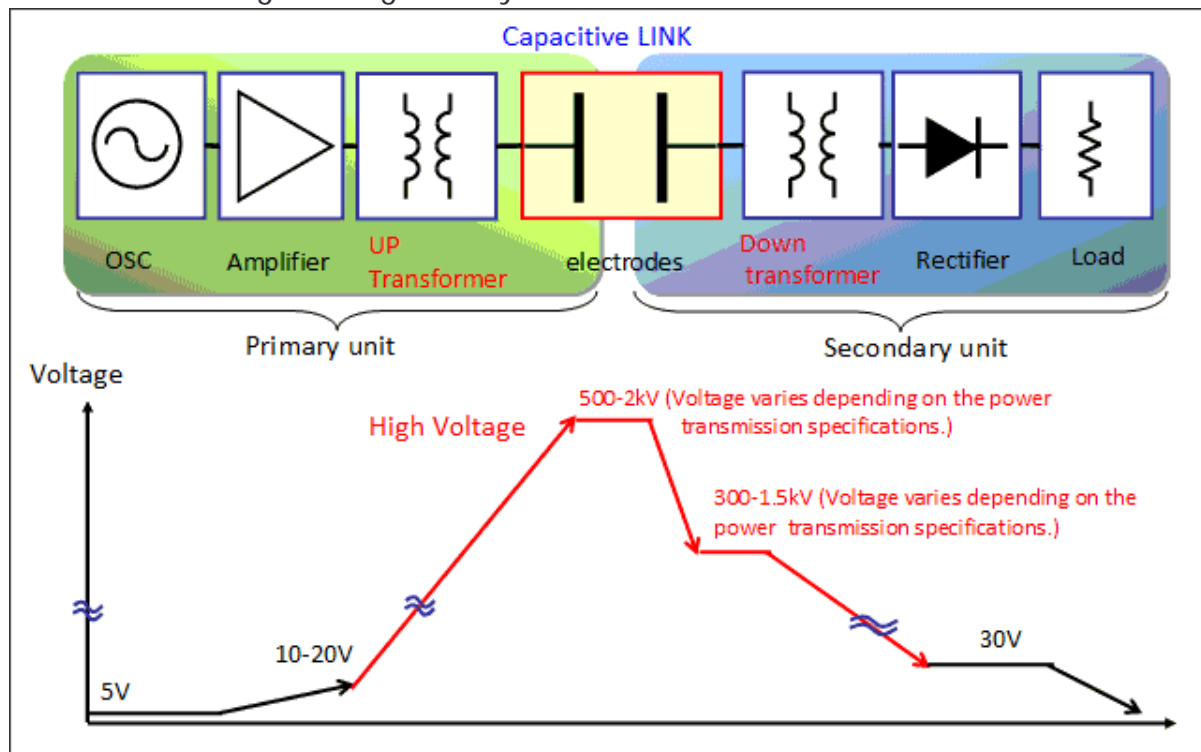 Capacitive LINK
OSC
Amplifier
UP
Transformer
electrodes
Down
transformer
Rectifier
Load
Primary unit
Secondary unit
Voltage
High Voltage
500-2kV (Voltage varies depending on the power
transmission specifications.)
300-1.5kV (Voltage varies depending on the
power transmission specifications.)
10-20V
30V
5V